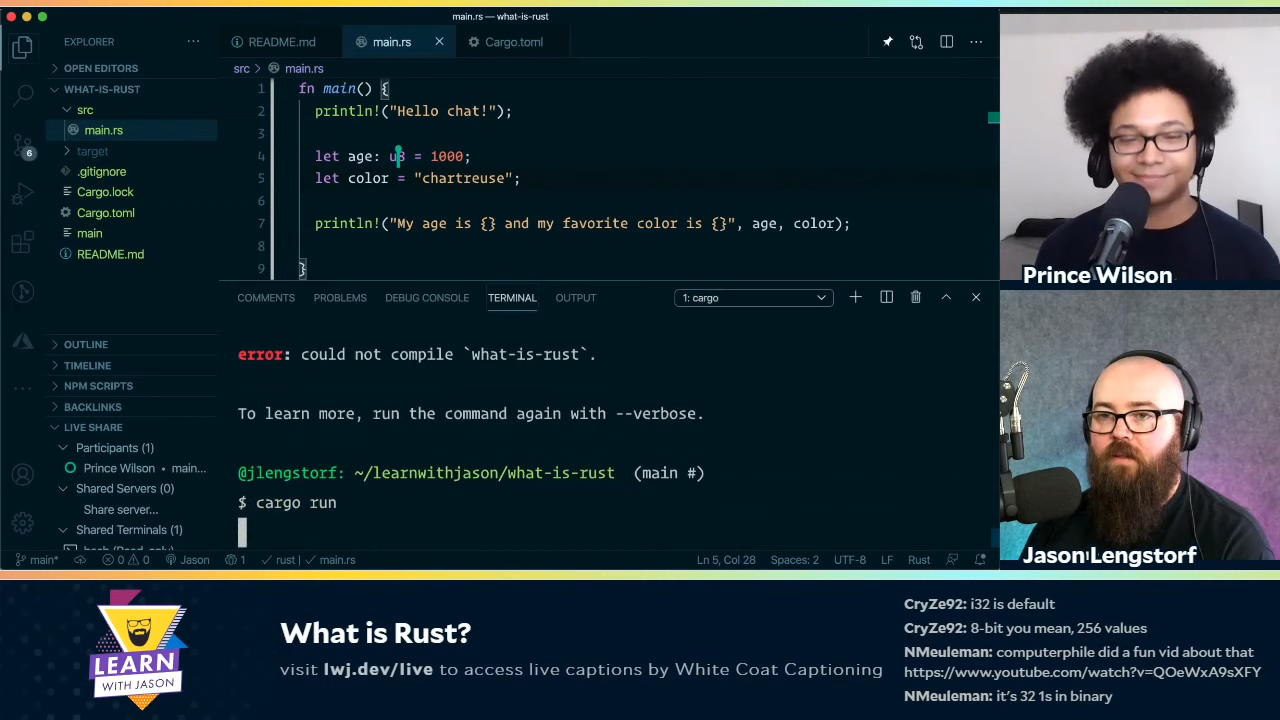 main.rs — what-is-rust
EXPLORER
README.md
main.rs
Cargo.toml
OPEN EDITORS
WHAT-IS-RUST
src
main.rs
target
.gitignore
Cargo.lock
Cargo.toml
main
README.md
OUTLINE
TIMELINE
NPM SCRIPTS
BACKLINKS
LIVE SHARE
Participants (1)
Prince Wilson • main...
Shared Servers (0)
Share server...
Shared Terminals (1)
6
src > main.rs
1 fn main() {
2 println!("Hello chat!");
3
4 let age: u8 = 1000;
5 let color = "chartreuse";
6
7 println!("My age is {} and my favorite color is {}", age, color);
8
9 }
COMMENTS PROBLEMS DEBUG CONSOLE TERMINAL OUTPUT 1: cargo
error: could not compile `what-is-rust`.
To learn more, run the command again with --verbose.
@jlengstorf: ~/learnwithjason/what-is-rust (main #)
$ cargo run
main* 0 0 Jason 1 rust | main.rs Ln 5, Col 28 Spaces: 2 UTF-8 LF Rust
Prince Wilson
Jason Lengstorf
LEARN
WITH JASON
What is Rust?
visit lwj.dev/live to access live captions by White Coat Captioning
CryZe92: i32 is default
CryZe92: 8-bit you mean, 256 values
NMeuleman: computerphile did a fun vid about that
https://www.youtube.com/watch?v=QOeWxA9sXFY
NMeuleman: it's 32 1s in binary